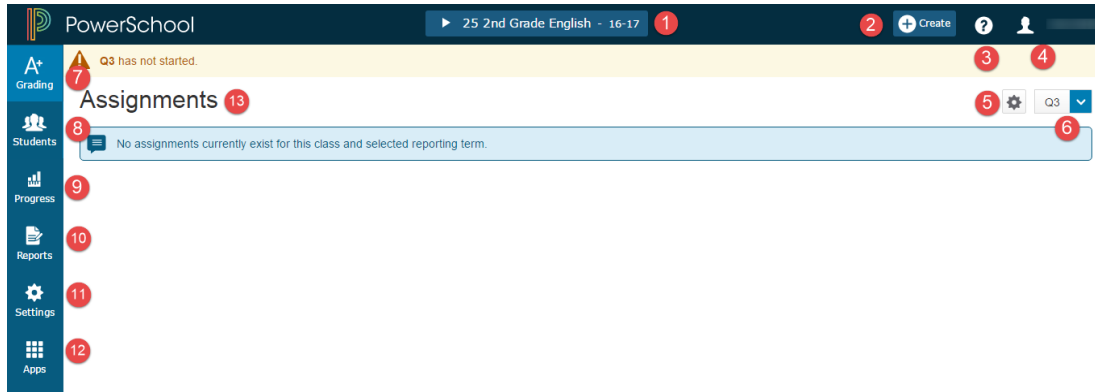 PowerSchool
25 2nd Grade English - 16-17
1
2
Create
?
3
4
A+
Grading
7
Q3 has not started.
Assignments
13
5
Q3
6
Students
8
No assignments currently exist for this class and selected reporting term.
Progress
9
Reports
10
Settings
11
Apps
12